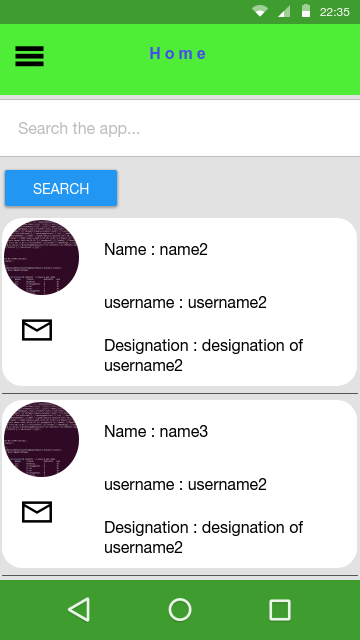 22:35
Home
Search the app...
SEARCH
Name : name2
username : username2
Designation : designation of
username2
Name : name3
username : username2
Designation : designation of
username2